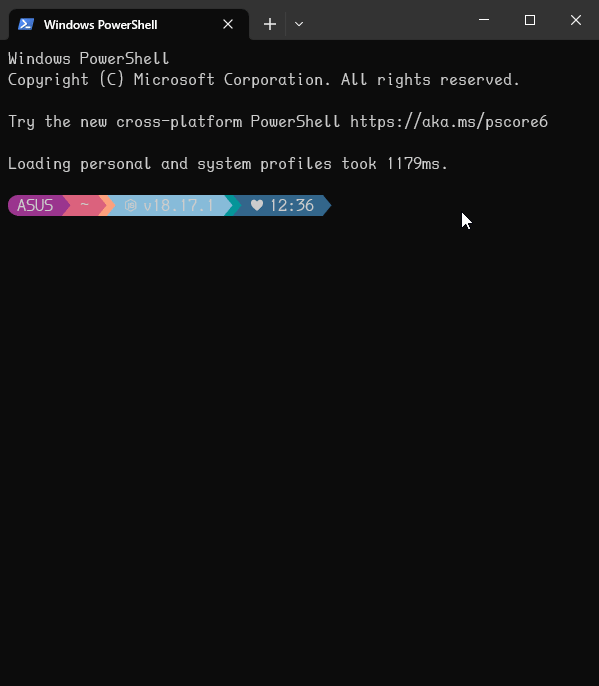 Windows PowerShell
Windows PowerShell
Copyright (C) Microsoft Corporation. All rights reserved.
Try the new cross-platform PowerShell https://aka.ms/pscore6
Loading personal and system profiles took 1179ms.
ASUS ~ v18.17.1 ♥ 12:36